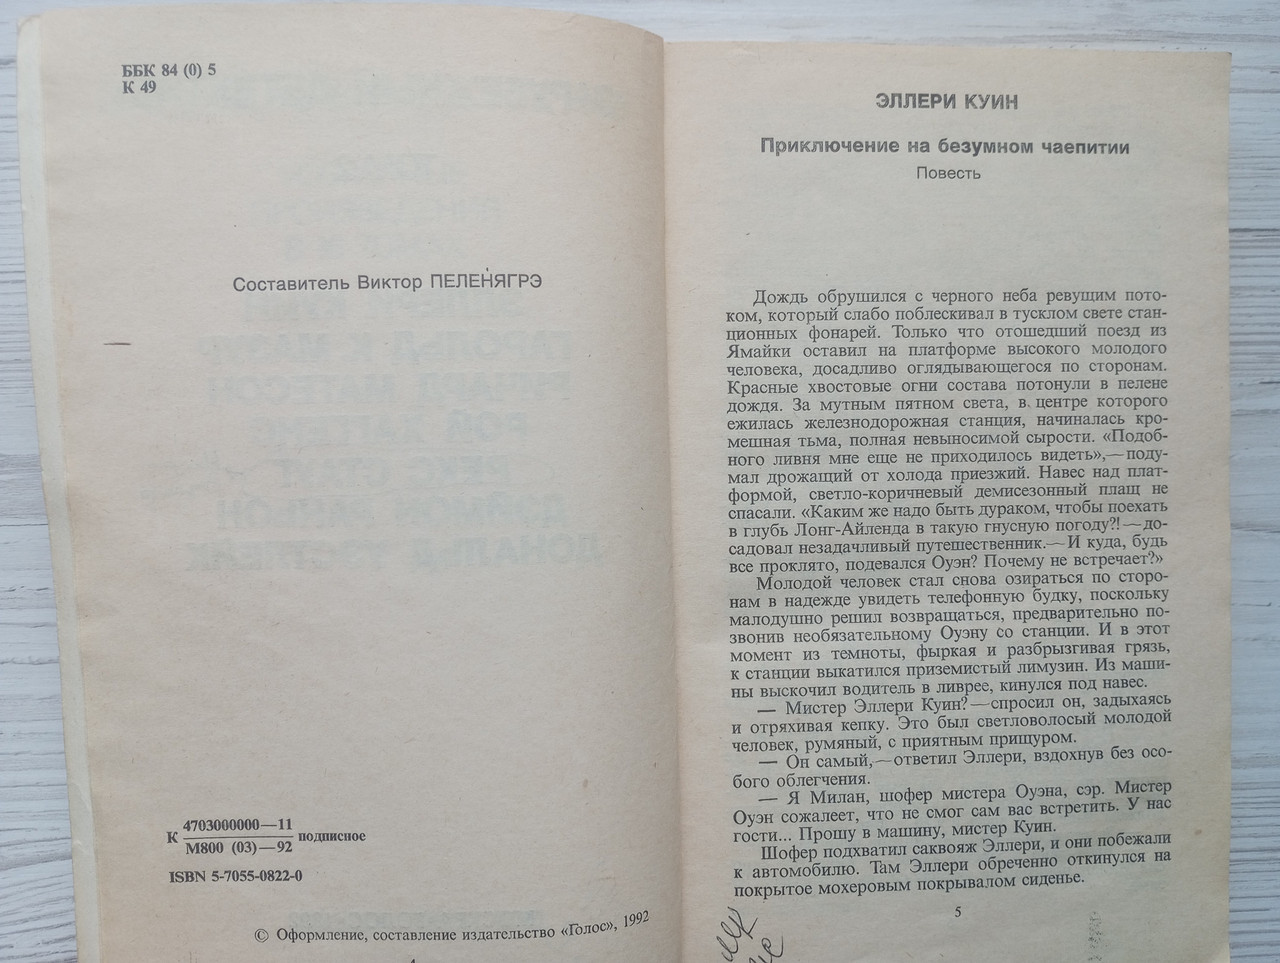 ББК 84 (0) 5
К 49
Составитель Виктор ПЕЛЕНЯГРЭ
К 4703000000—11 подписное
М800 (03)—92
ISBN 5-7055-0822-0
© Оформление, составление издательство «Голос», 1992
ЭЛЛЕРИ КУИН
Приключение на безумном чаепитии
Повесть
Дождь обрушился с черного неба ревущим пото-
ком, который слабо поблескивал в тусклом свете стан-
ционных фонарей. Только что отошедший поезд из
Ямайки оставил на платформе высокого молодого
человека, досадливо оглядывающегося по сторонам.
Красные хвостовые огни состава потонули в пелене
дождя. За мутным пятном света, в центре которого
ежилась железнодорожная станция, начиналась кро-
мешная тьма, полная невыносимой сырости. «Подоб-
ного ливня мне еще не приходилось видеть»,—поду-
мал дрожащий от холода приезжий. Навес над плат-
формой, светло-коричневый демисезонный плащ не
спасали. «Каким же надо быть дураком, чтобы поехать
в глубь Лонг-Айленда в такую гнусную погоду?!—до-
садовал незадачливый путешественник.—И куда, будь
все проклято, подевался Оуэн? Почему не встречает?»
Молодой человек стал снова озираться по сторо-
нам в надежде увидеть телефонную будку, поскольку
малодушно решил возвращаться, предварительно по-
звонив необязательному Оуэну со станции. И в этот
момент из темноты, фыркая и разбрызгивая грязь,
к станции выкатился приземистый лимузин. Из маши-
ны выскочил водитель в ливрее, кинулся под навес.
— Мистер Эллери Куин?—спросил он, задыхаясь
и отряхивая кепку. Это был светловолосый молодой
человек, румяный, с приятным прищуром.
— Он самый,—ответил Эллери, вздохнув без осо-
бого облегчения.
— Я Милан, шофер мистера Оуэна, сэр. Мистер
Оуэн сожалеет, что не смог сам вас встретить. У нас
гости... Прошу в машину, мистер Куин.
Шофер подхватил саквояж Эллери, и они побежали
к автомобилю. Там Эллери обреченно откинулся на
покрытое мохеровым покрывалом сиденье.
5